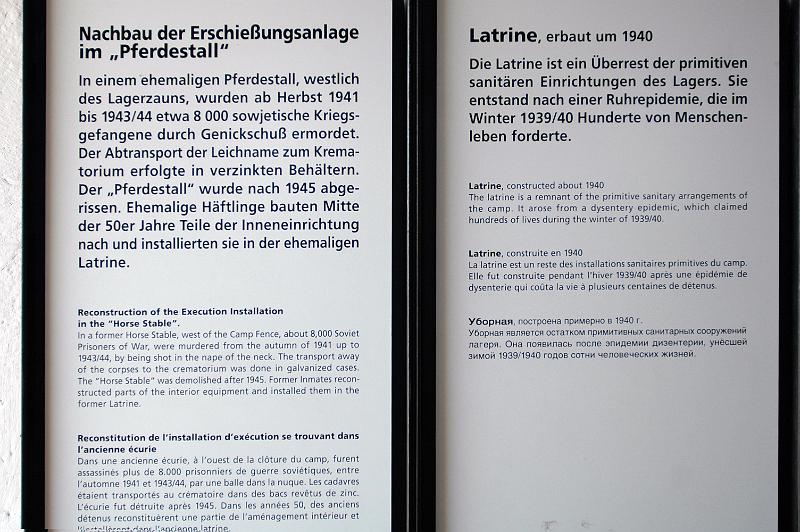 Nachbau der Erschießungsanlage
im „Pferdestall“
In einem ehemaligen Pferdestall, westlich
des Lagerzauns, wurden ab Herbst 1941
bis 1943/44 etwa 8 000 sowjetische Kriegs-
gefangene durch Genickschuß ermordet.
Der Abtransport der Leichname zum Krema-
torium erfolgte in verzinkten Behältern.
Der „Pferdestall“ wurde nach 1945 abge-
rissen. Ehemalige Häftlinge bauten Mitte
der 50er Jahre Teile der Inneneinrichtung
nach und installierten sie in der ehemaligen
Latrine.
Reconstruction of the Execution Installation
in the “Horse Stable”.
In a former Horse Stable, west of the Camp Fence, about 8,000 Soviet
Prisoners of War, were murdered from the autumn of 1941 up to
1943/44, by being shot in the nape of the neck. The transport away
of the corpses to the crematorium was done in galvanized cases.
The “Horse Stable” was demolished after 1945. Former Inmates recon-
structed parts of the interior equipment and installed them in the
former Latrine.
Reconstitution de l’installation d’exécution se trouvant dans
l’ancienne écurie
Dans une ancienne écurie, à l’ouest de la clôture du camp, furent
assassinés plus de 8.000 prisonniers de guerre soviétiques, entre
l’automne 1941 et 1943/44, par une balle dans la nuque. Les cadavres
étaient transportés au crématoire dans des bacs revêtus de zinc.
L’écurie fut détruite après 1945. Dans les années 50, des anciens
détenus reconstituèrent une partie de l’aménagement intérieur et
l’installèrent dans l’ancienne latrine.
Latrine, erbaut um 1940
Die Latrine ist ein Überrest der primitiven
sanitären Einrichtungen des Lagers. Sie
entstand nach einer Ruhrepidemie, die im
Winter 1939/40 Hunderte von Menschen-
leben forderte.
Latrine, constructed about 1940
The latrine is a remnant of the primitive sanitary arrangements of
the camp. It arose from a dysentery epidemic, which claimed
hundreds of lives during the winter of 1939/40.
Latrine, construite en 1940
La latrine est un reste des installations sanitaires primitives du camp.
Elle fut construite pendant l’hiver 1939/40 après une épidémie de
dysenterie qui coûta la vie à plusieurs centaines de détenus.
Уборная, построена примерно в 1940 г.
Уборная является остатком примитивных санитарных сооружений
лагеря. Она появилась после эпидемии дизентерии, унёсшей
зимой 1939/1940 годов сотни человеческих жизней.